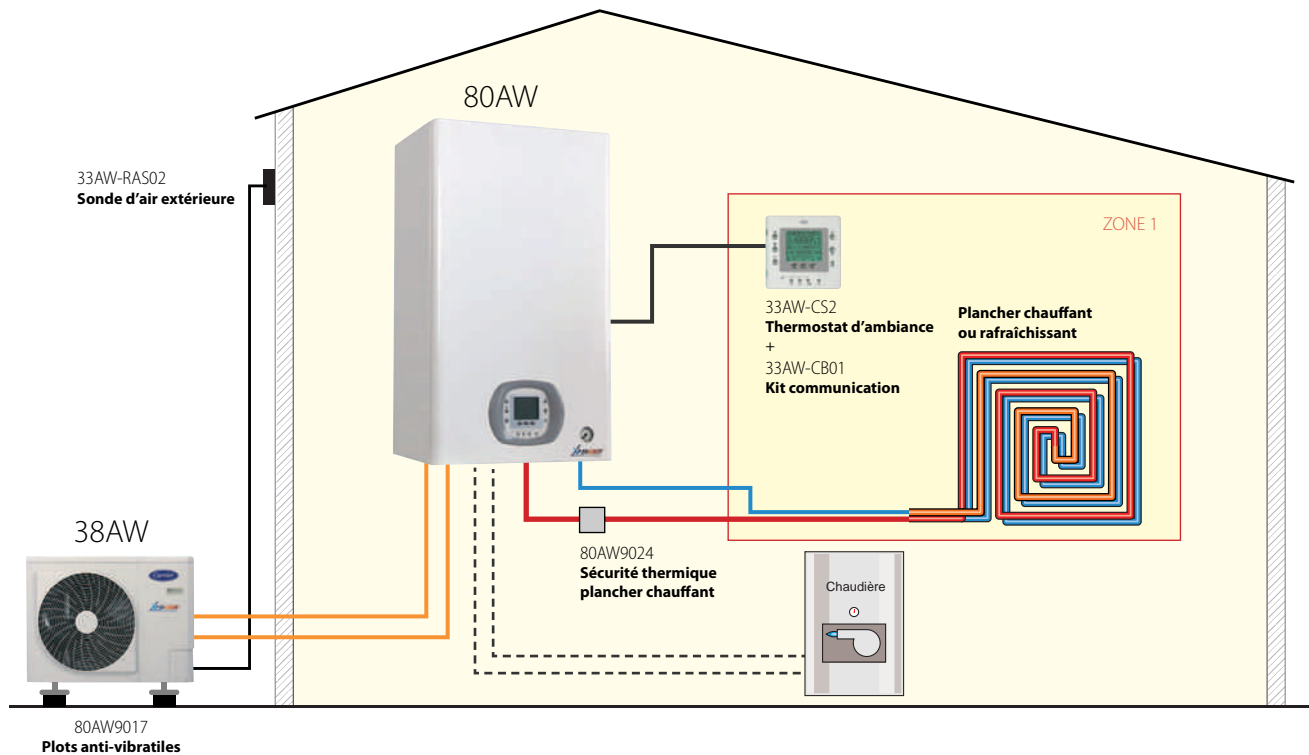 80AW
33AW-RAS02
Sonde d’air extérieure
ZONE 1
33AW-CS2
Thermostat d’ambiance
+
33AW-CB01
Kit communication
Plancher chauffant
ou rafraîchissant
38AW
Carrier
80AW9024
Sécurité thermique
plancher chauffant
Chaudière
80AW9017
Plots anti-vibratiles